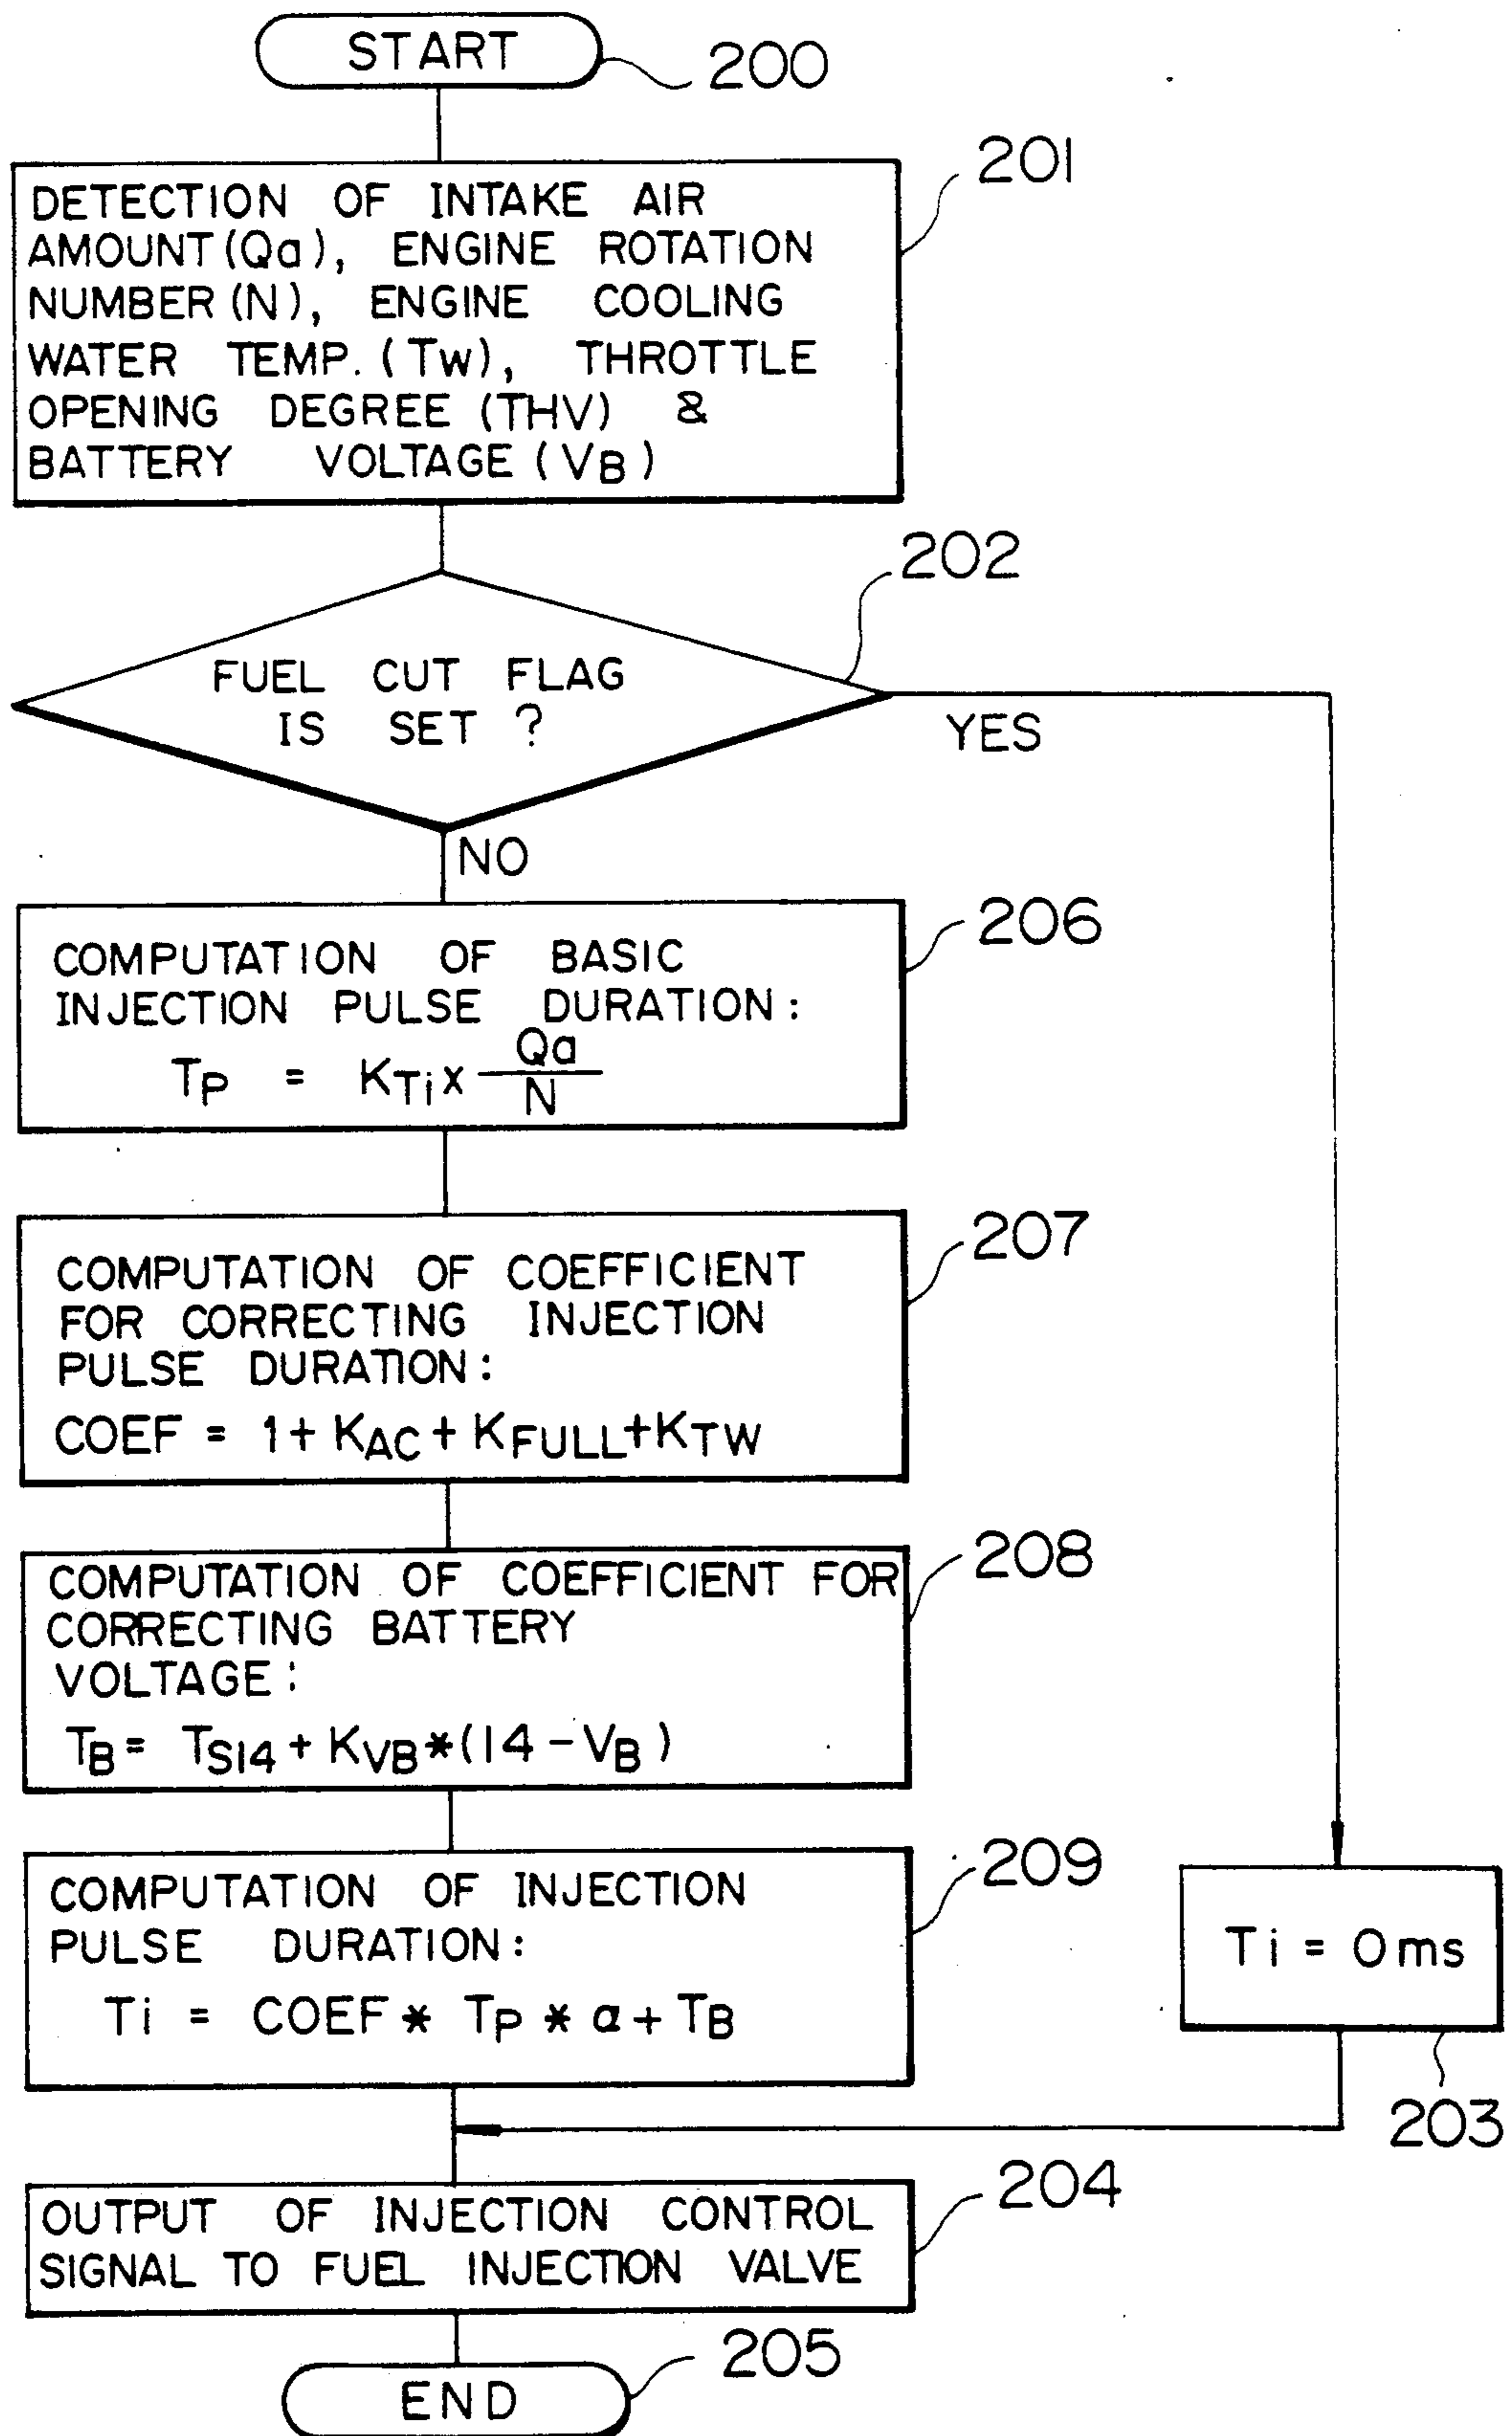 START
200
DETECTION OF INTAKE AIR
AMOUNT(Qa), ENGINE ROTATION
NUMBER(N), ENGINE COOLING
WATER TEMP.(Tw), THROTTLE
OPENING DEGREE(THV) &
BATTERY VOLTAGE(VB)
201
202
FUEL CUT FLAG
IS SET ?
YES
NO
206
COMPUTATION OF BASIC
INJECTION PULSE DURATION:
TP = KTi x Qa/N
207
COMPUTATION OF COEFFICIENT
FOR CORRECTING INJECTION
PULSE DURATION:
COEF = 1+ KAC + KFULL+KTW
208
COMPUTATION OF COEFFICIENT FOR
CORRECTING BATTERY
VOLTAGE:
TB = TS14 + KVB*(14-VB)
209
COMPUTATION OF INJECTION
PULSE DURATION:
Ti = COEF * TP * α + TB
Ti = 0ms
203
204
OUTPUT OF INJECTION CONTROL
SIGNAL TO FUEL INJECTION VALVE
205
END